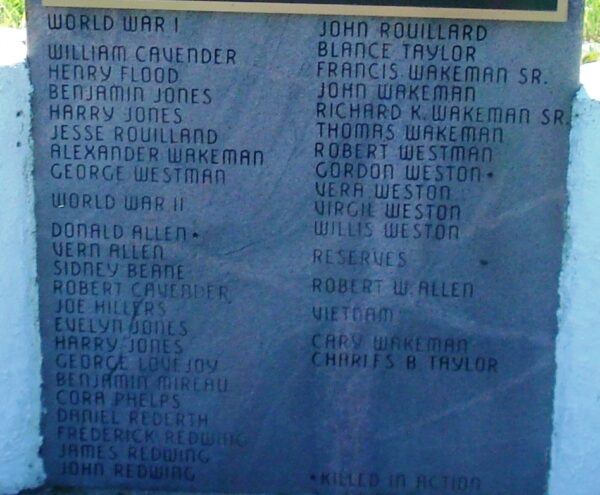 WORLD WAR I
WILLIAM CAVENDER
HENRY FLOOD
BENJAMIN JONES
HARRY JONES
JESSE ROUILLAND
ALEXANDER WAKEMAN
GEORGE WESTMAN
WORLD WAR II
DONALD ALLEN*
VERN ALLEN
SIDNEY BEANE
ROBERT CAVENDER
JOE HILLERS
EVELYN JONES
HARRY JONES
GEORGE LOVEJOY
BENJAMIN MIREAU
CORA PHELPS
DANIEL REDERTH
FREDERICK REDWING
JAMES REDWING
JOHN REDWING
JOHN ROUILLARD
BLANCE TAYLOR
FRANCIS WAKEMAN SR.
JOHN WAKEMAN
RICHARD K. WAKEMAN SR.
THOMAS WAKEMAN
ROBERT WESTMAN
GORDON WESTON*
VERA WESTON
VIRGIL WESTON
WILLIS WESTON
RESERVES
ROBERT W. ALLEN
VIETNAM
CARY WAKEMAN
CHARLES B TAYLOR
*KILLED IN ACTION